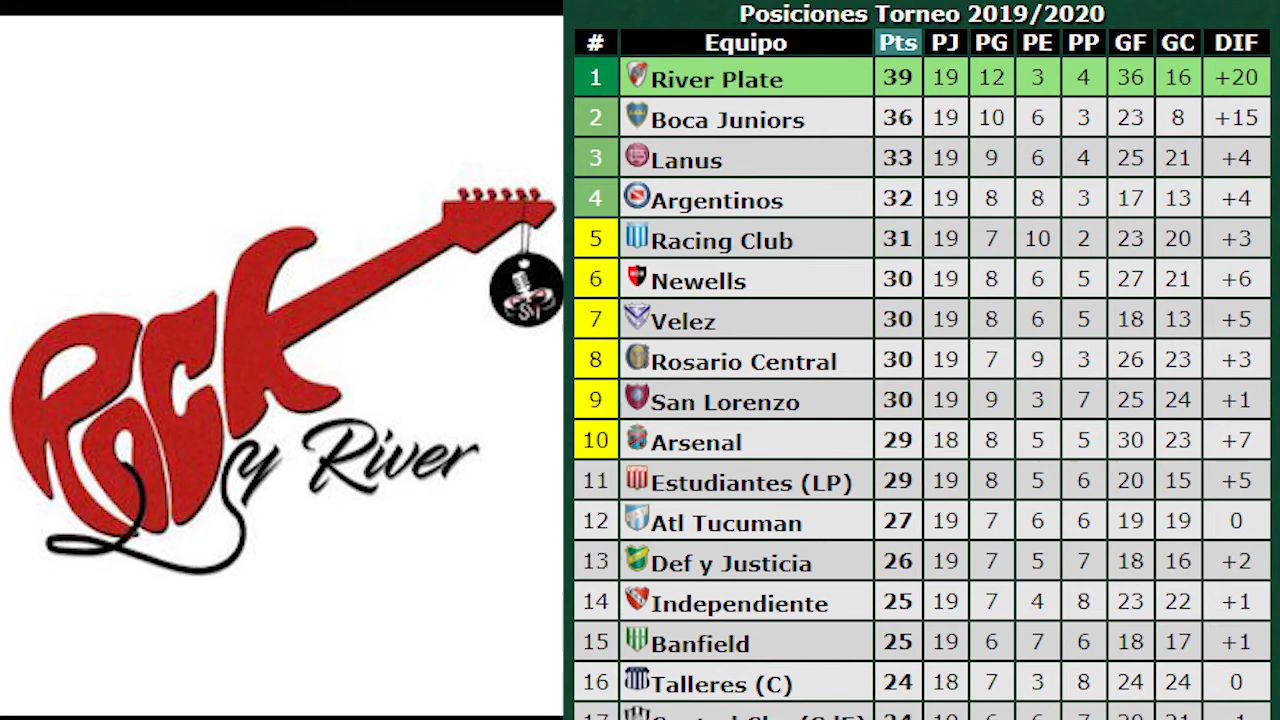 ROCK
y River
Posiciones Torneo 2019/2020
# Equipo Pts PJ PG PE PP GF GC DIF
1 River Plate 39 19 12 3 4 36 16 +20
2 Boca Juniors 36 19 10 6 3 23 8 +15
3 Lanus 33 19 9 6 4 25 21 +4
4 Argentinos 32 19 8 8 3 17 13 +4
5 Racing Club 31 19 7 10 2 23 20 +3
6 Newells 30 19 8 6 5 27 21 +6
7 Velez 30 19 8 6 5 18 13 +5
8 Rosario Central 30 19 7 9 3 26 23 +3
9 San Lorenzo 30 19 9 3 7 25 24 +1
10 Arsenal 29 18 8 5 5 30 23 +7
11 Estudiantes (LP) 29 19 8 5 6 20 15 +5
12 Atl Tucuman 27 19 7 6 6 19 19 0
13 Def y Justicia 26 19 7 5 7 18 16 +2
14 Independiente 25 19 7 4 8 23 22 +1
15 Banfield 25 19 6 7 6 18 17 +1
16 Talleres (C) 24 18 7 3 8 24 24 0